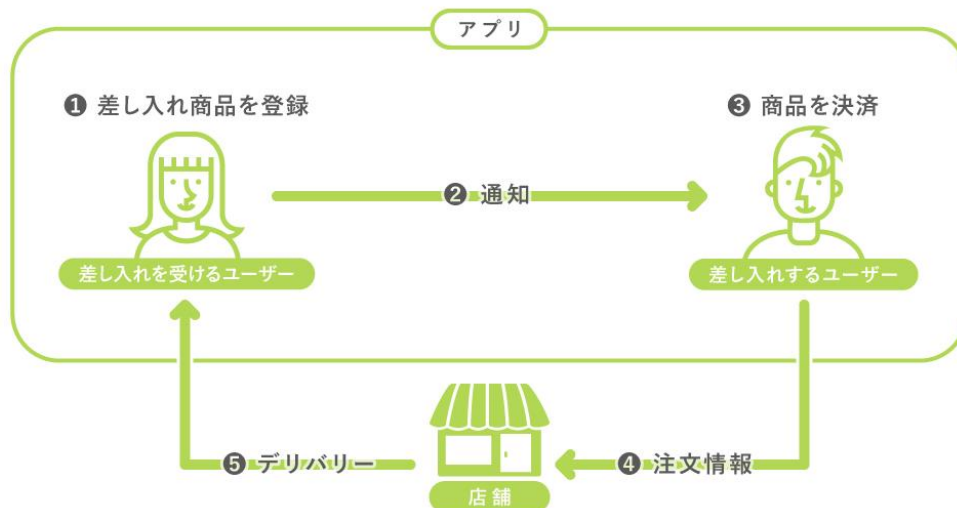 アプリ
❶ 差し入れ商品を登録
❸ 商品を決済
❷ 通知
差し入れを受けるユーザー
差し入れするユーザー
❺ デリバリー
❹ 注文情報
店舗